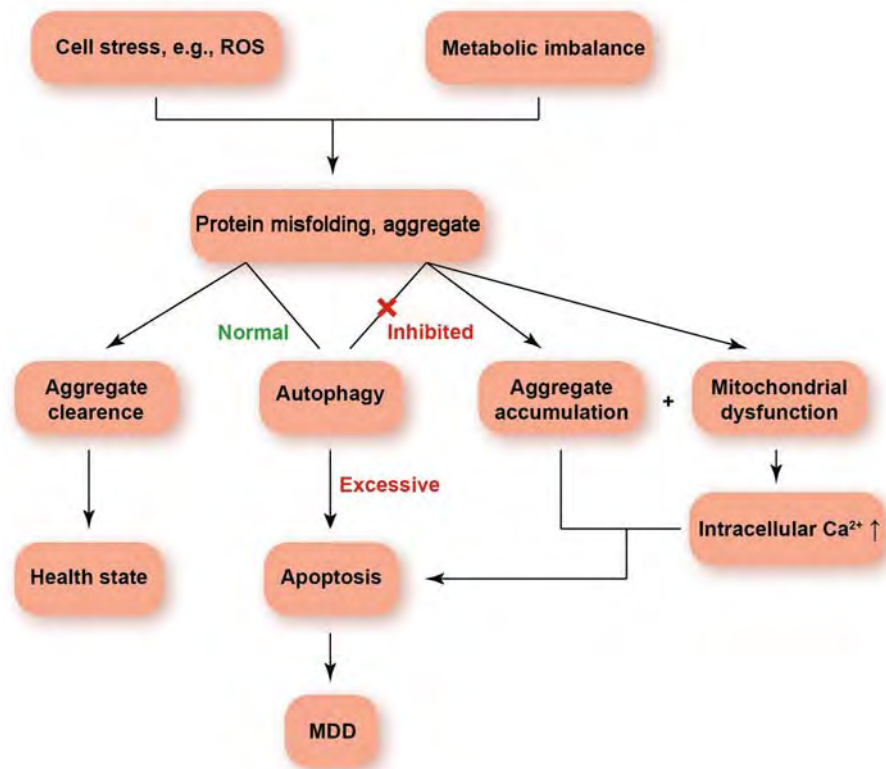 Cell stress, e.g., ROS
Metabolic imbalance
Protein misfolding, aggregate
Normal
Inhibited
Aggregate
clearence
Autophagy
Aggregate
accumulation
+
Mitochondrial
dysfunction
Excessive
Intracellular Ca²⁺ ↑
Health state
Apoptosis
MDD